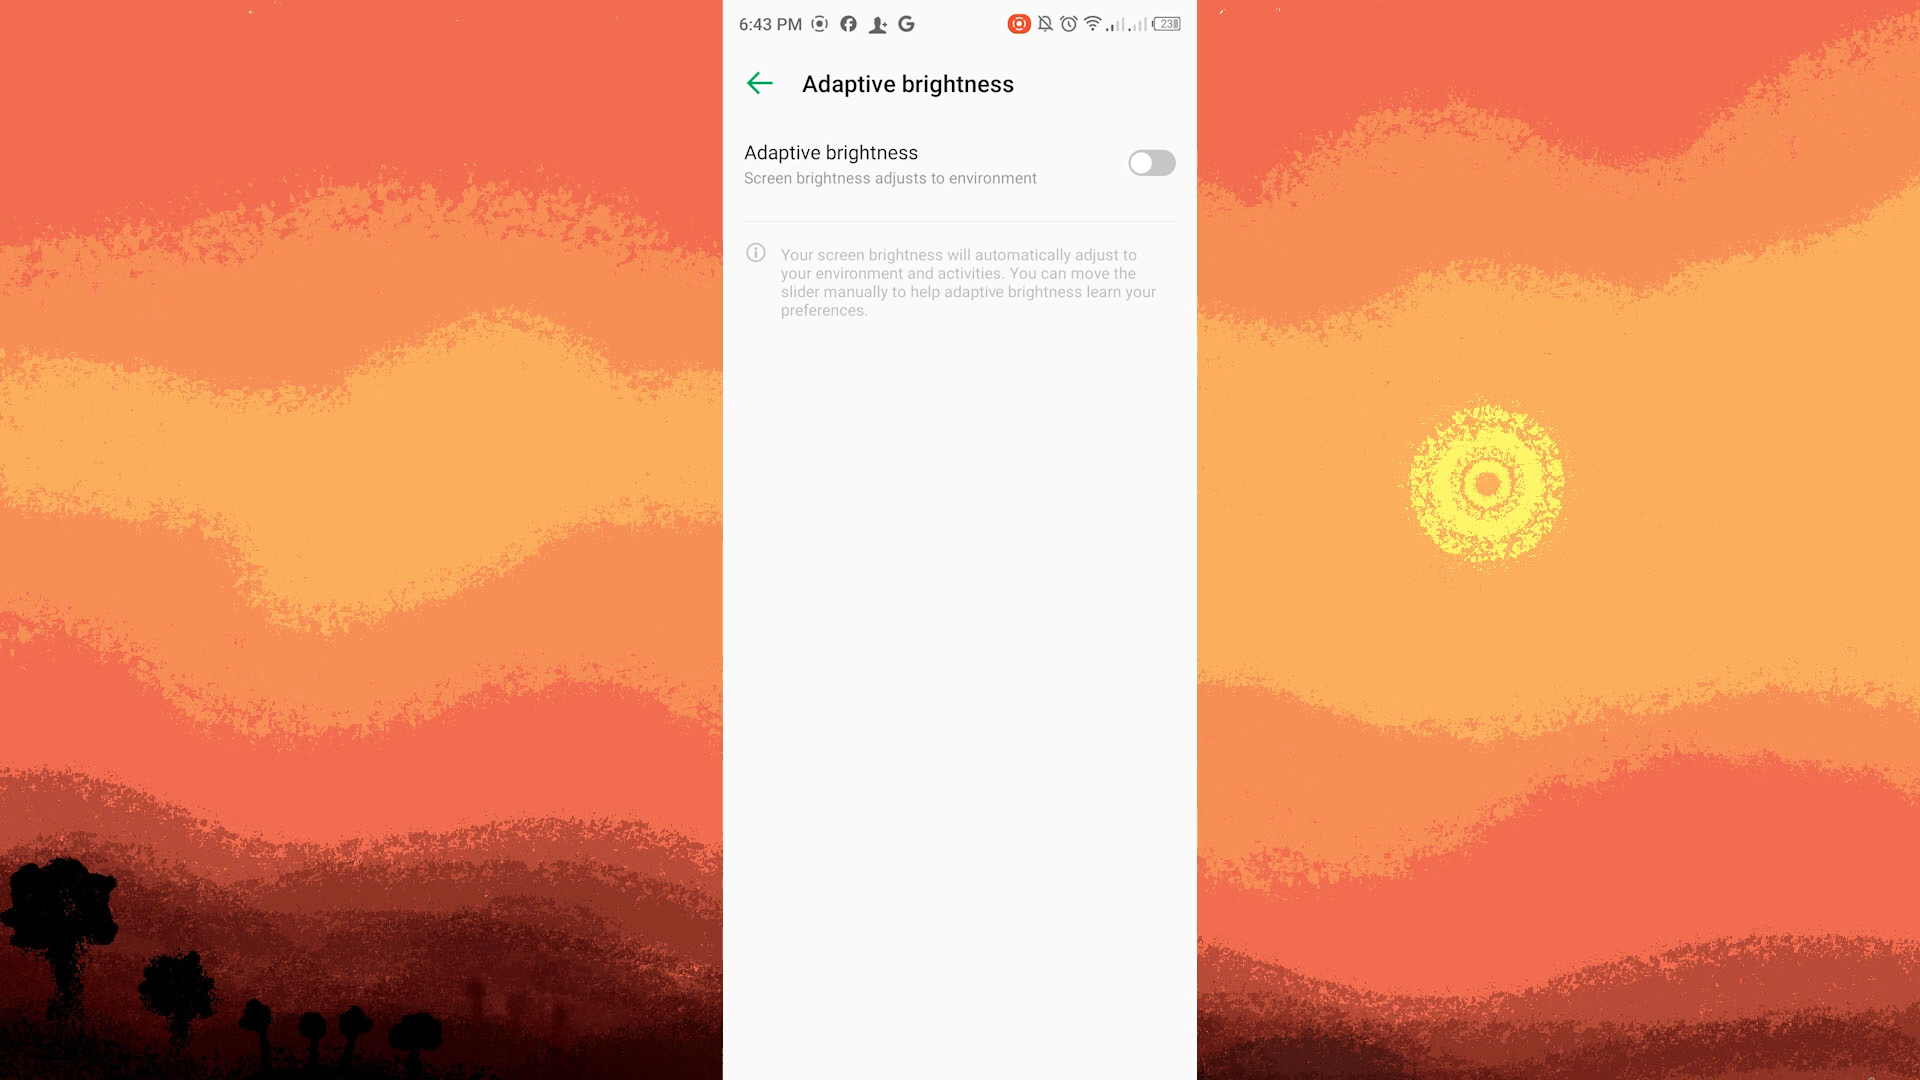 6:43 PM 23
Adaptive brightness
Adaptive brightness
Screen brightness adjusts to environment
Your screen brightness will automatically adjust to
your environment and activities. You can move the
slider manually to help adaptive brightness learn your
preferences.